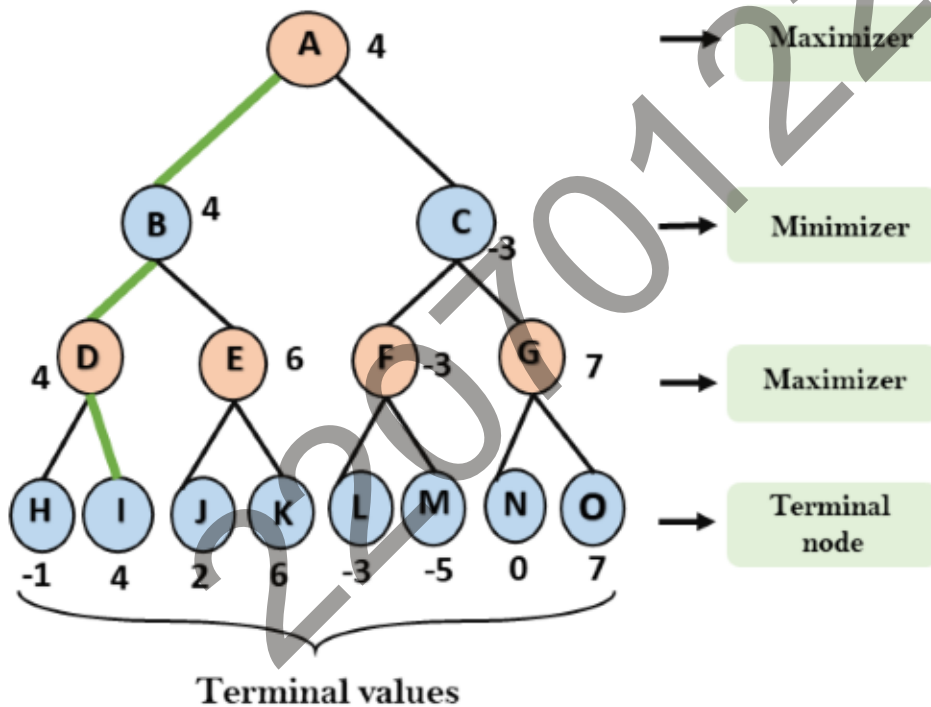 A 4 Maximizer
B 4 C -3 Minimizer
4 D E 6 F -3 G 7 Maximizer
H I J K L M N O Terminal
node
-1 4 2 6 -3 -5 0 7
Terminal values